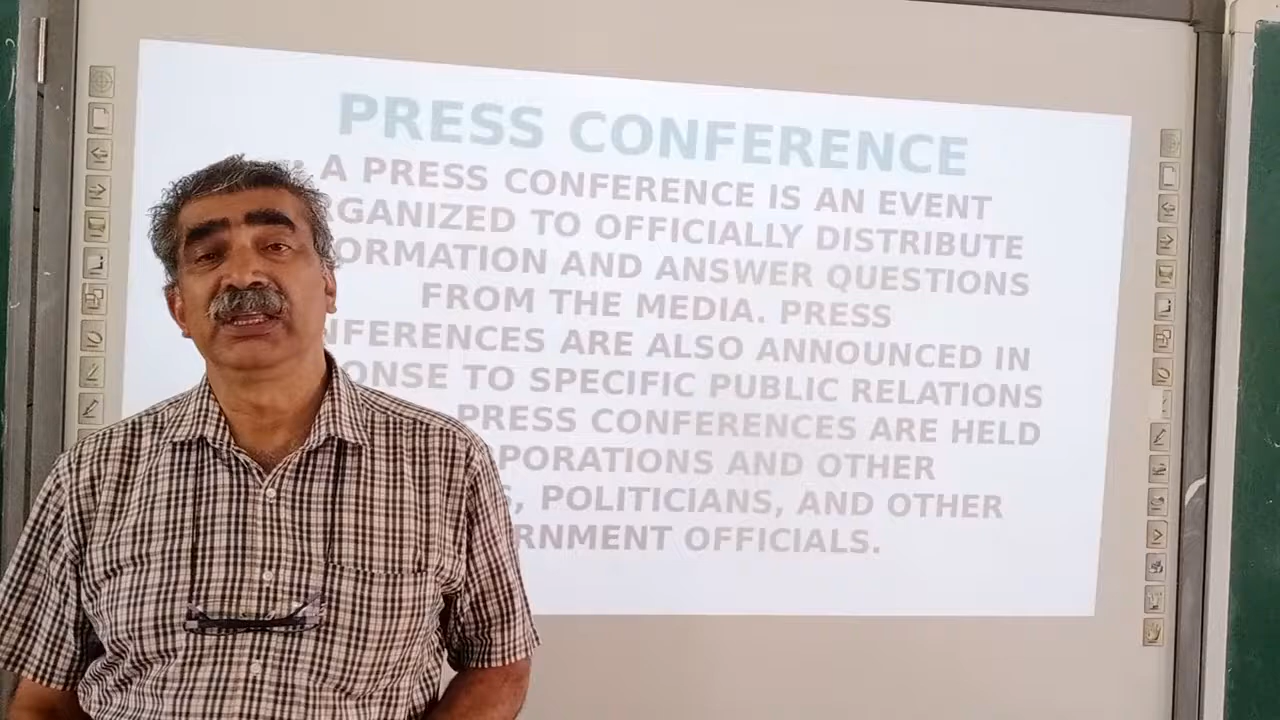 PRESS CONFERENCE
A PRESS CONFERENCE IS AN EVENT
RGANIZED TO OFFICIALLY DISTRIBUTE
ORMATION AND ANSWER QUESTIONS
FROM THE MEDIA. PRESS
NFERENCES ARE ALSO ANNOUNCED IN
ONSE TO SPECIFIC PUBLIC RELATIONS
PRESS CONFERENCES ARE HELD
PORATIONS AND OTHER
S, POLITICIANS, AND OTHER
RNMENT OFFICIALS.